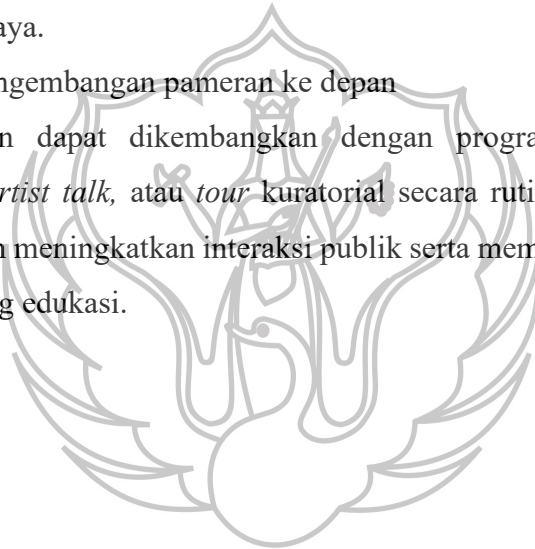 aya.
ngembangan pameran ke depan
n dapat dikembangkan dengan progra
rtist talk, atau tour kuratorial secara ruti
n meningkatkan interaksi publik serta mem
g edukasi.